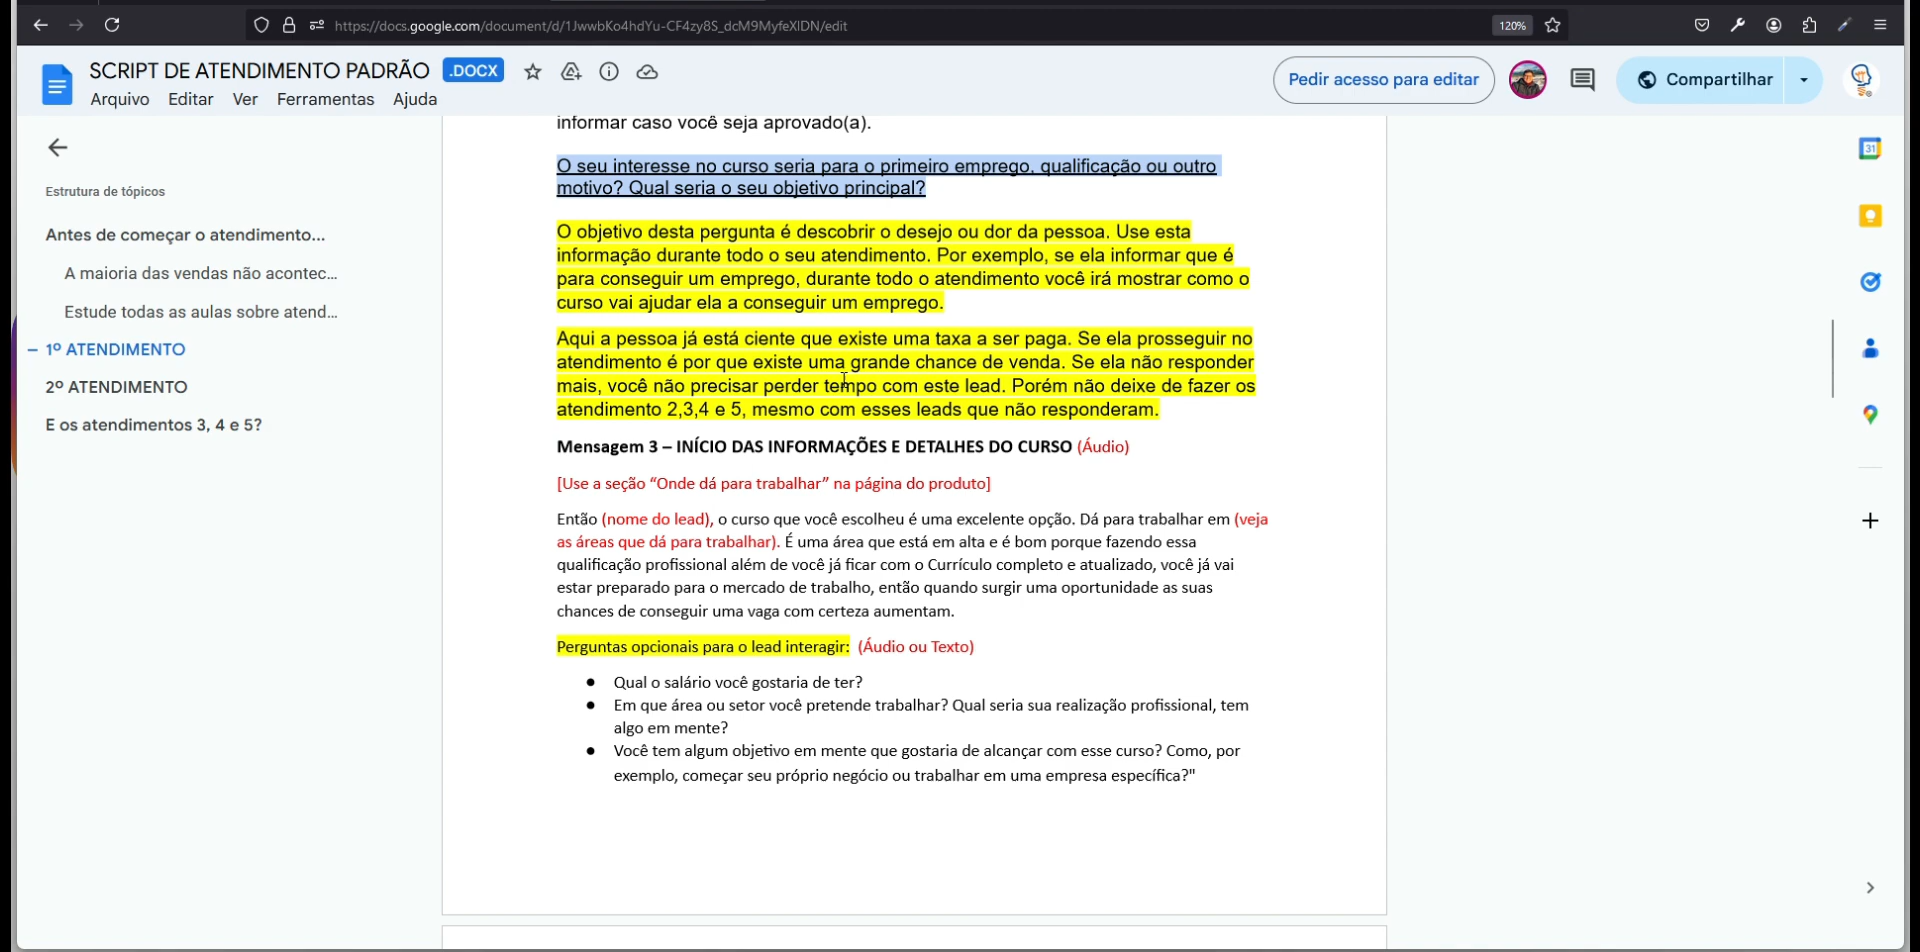 https://docs.google.com/document/d/1JwwbKo4hdYu-CF4zy8S_dcM9MyfeXlDN/edit
120%
SCRIPT DE ATENDIMENTO PADRÃO .DOCX
Arquivo Editar Ver Ferramentas Ajuda
Pedir acesso para editar
Compartilhar
Estrutura de tópicos
Antes de começar o atendimento...
A maioria das vendas não acontec...
Estude todas as aulas sobre atend...
1º ATENDIMENTO
2º ATENDIMENTO
E os atendimentos 3, 4 e 5?
informar caso você seja aprovado(a).
O seu interesse no curso seria para o primeiro emprego, qualificação ou outro
motivo? Qual seria o seu objetivo principal?
O objetivo desta pergunta é descobrir o desejo ou dor da pessoa. Use esta
informação durante todo o seu atendimento. Por exemplo, se ela informar que é
para conseguir um emprego, durante todo o atendimento você irá mostrar como o
curso vai ajudar ela a conseguir um emprego.
Aqui a pessoa já está ciente que existe uma taxa a ser paga. Se ela prosseguir no
atendimento é por que existe uma grande chance de venda. Se ela não responder
mais, você não precisar perder tempo com este lead. Porém não deixe de fazer os
atendimento 2,3,4 e 5, mesmo com esses leads que não responderam.
Mensagem 3 – INÍCIO DAS INFORMAÇÕES E DETALHES DO CURSO (Áudio)
[Use a seção “Onde dá para trabalhar” na página do produto]
Então (nome do lead), o curso que você escolheu é uma excelente opção. Dá para trabalhar em (veja
as áreas que dá para trabalhar). É uma área que está em alta e é bom porque fazendo essa
qualificação profissional além de você já ficar com o Currículo completo e atualizado, você já vai
estar preparado para o mercado de trabalho, então quando surgir uma oportunidade as suas
chances de conseguir uma vaga com certeza aumentam.
Perguntas opcionais para o lead interagir: (Áudio ou Texto)
● Qual o salário você gostaria de ter?
● Em que área ou setor você pretende trabalhar? Qual seria sua realização profissional, tem
algo em mente?
● Você tem algum objetivo em mente que gostaria de alcançar com esse curso? Como, por
exemplo, começar seu próprio negócio ou trabalhar em uma empresa específica?"
31